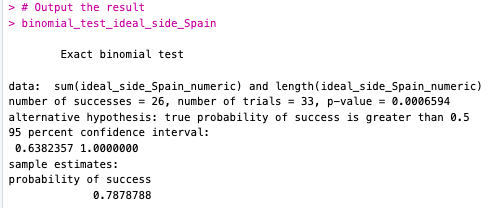 > # Output the result
> binomial_test_ideal_side_Spain
Exact binomial test
data:  sum(ideal_side_Spain_numeric) and length(ideal_side_Spain_numeric)
number of successes = 26, number of trials = 33, p-value = 0.0006594
alternative hypothesis: true probability of success is greater than 0.5
95 percent confidence interval:
0.6382357 1.0000000
sample estimates:
probability of success
0.7878788